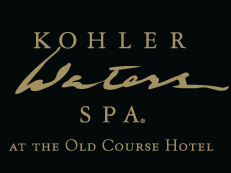 KOHLER
Waters
SPA®
AT THE OLD COURSE HOTEL